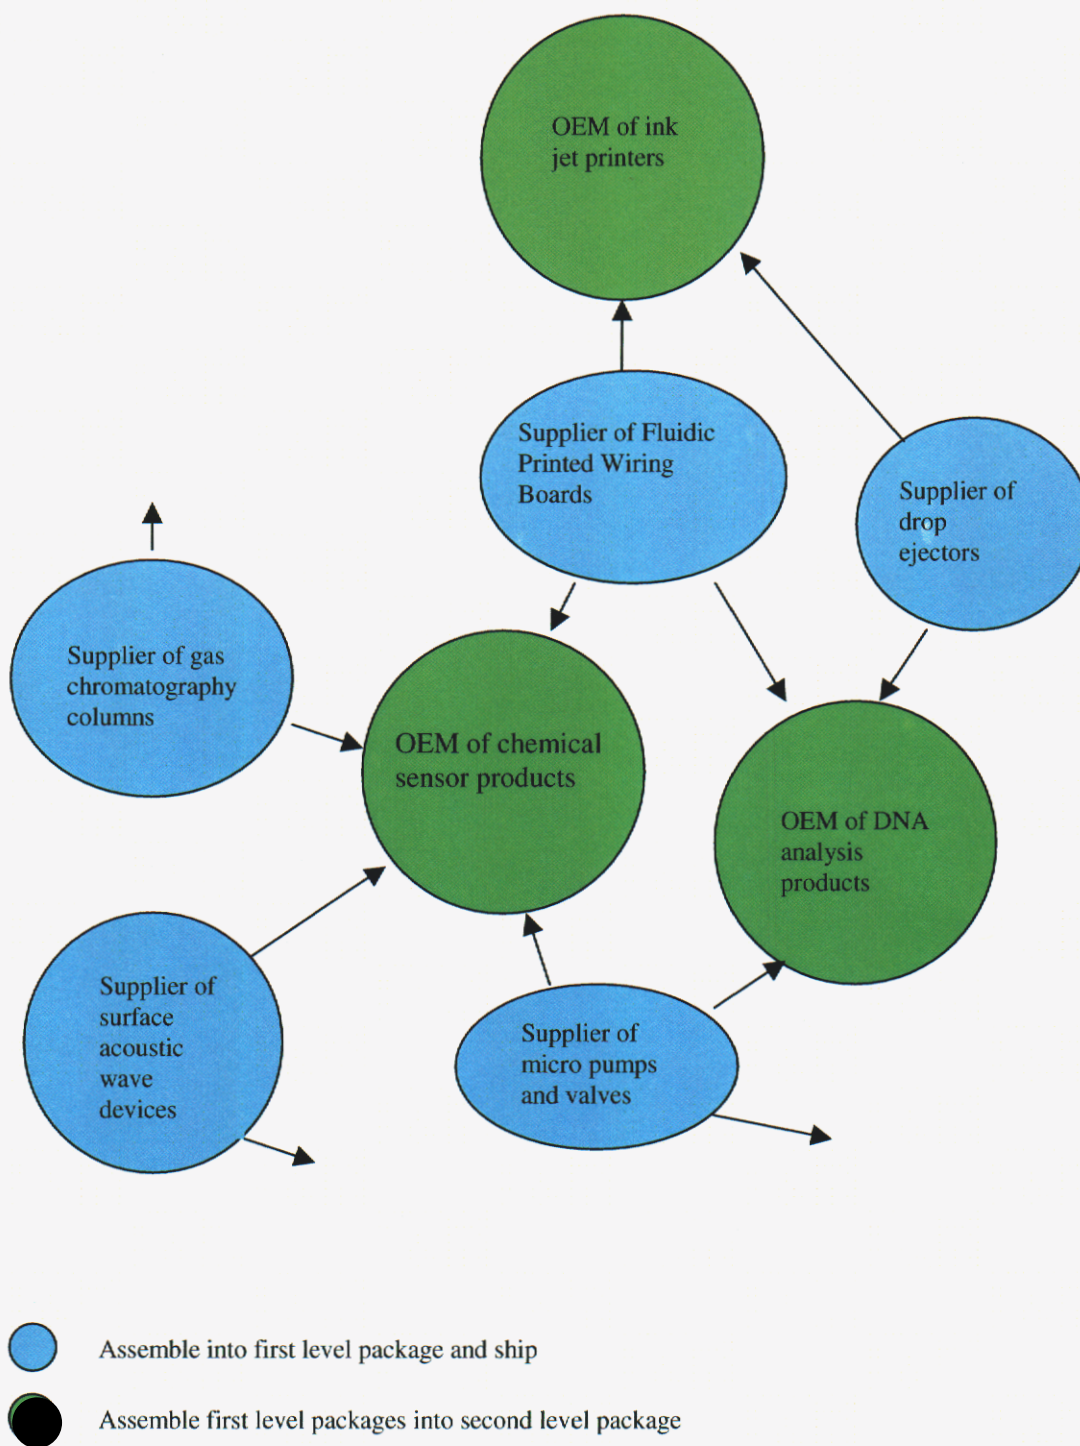 OEM of ink
jet printers
Supplier of Fluidic
Printed Wiring
Boards
Supplier of
drop
ejectors
Supplier of gas
chromatography
columns
OEM of chemical
sensor products
OEM of DNA
analysis
products
Supplier of
surface
acoustic
wave
devices
Supplier of
micro pumps
and valves
Assemble into first level package and ship
Assemble first level packages into second level package